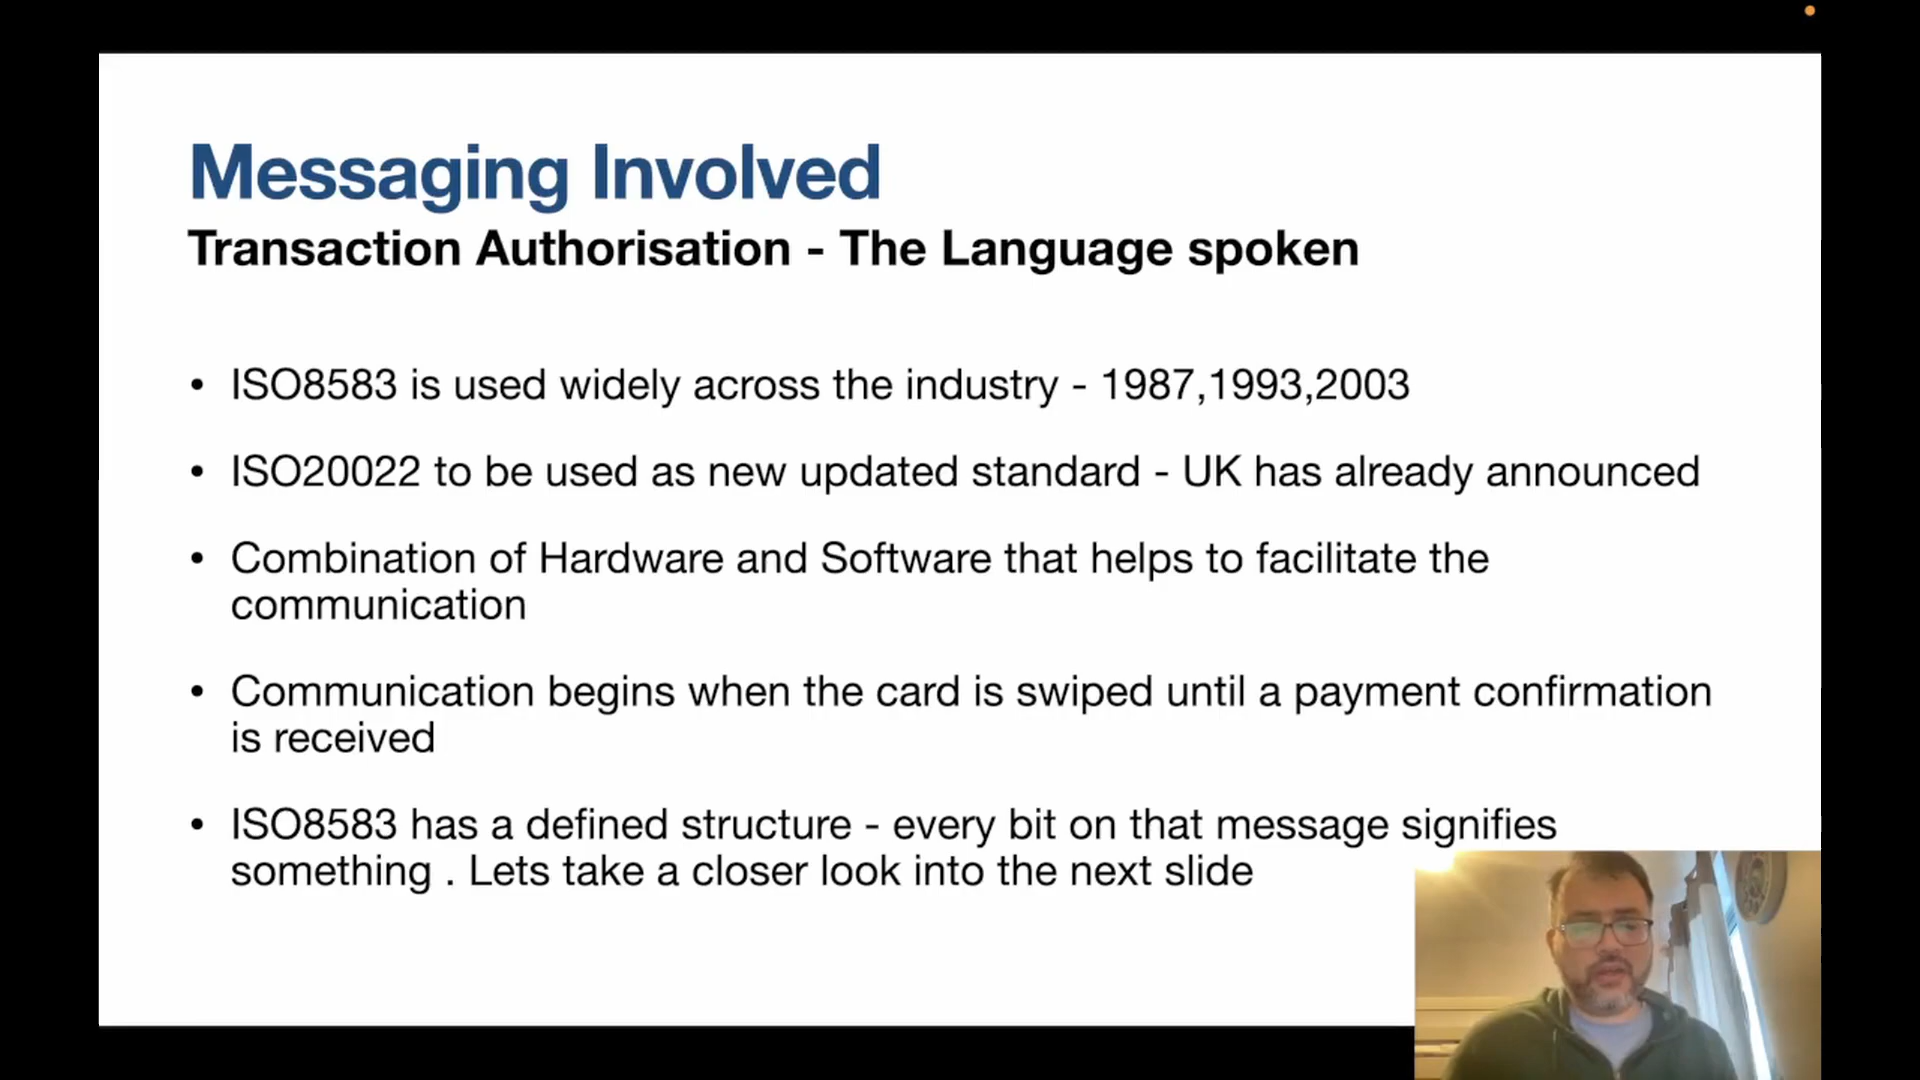 Messaging Involved
Transaction Authorisation - The Language spoken
• ISO8583 is used widely across the industry - 1987,1993,2003
• ISO20022 to be used as new updated standard - UK has already announced
• Combination of Hardware and Software that helps to facilitate the
communication
• Communication begins when the card is swiped until a payment confirmation
is received
• ISO8583 has a defined structure - every bit on that message signifies
something . Lets take a closer look into the next slide